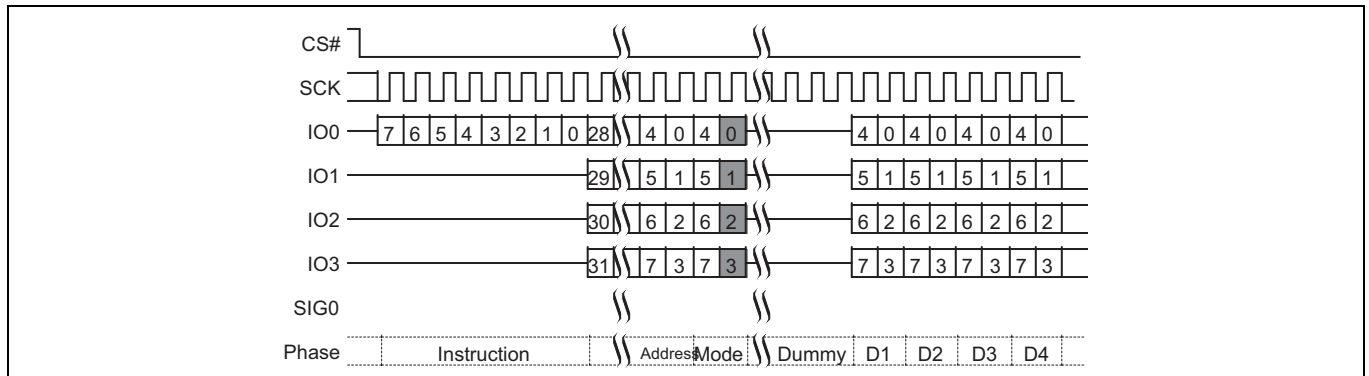 CS#
SCK
IO0 7 6 5 4 3 2 1 0 28 4 0 4 0 4 0 4 0 4 0 4 0
IO1 29 5 1 5 1 5 1 5 1 5 1 5 1
IO2 30 6 2 6 2 6 2 6 2 6 2 6 2
IO3 31 7 3 7 3 7 3 7 3 7 3 7 3
SIG0
Phase Instruction Address Mode Dummy D1 D2 D3 D4